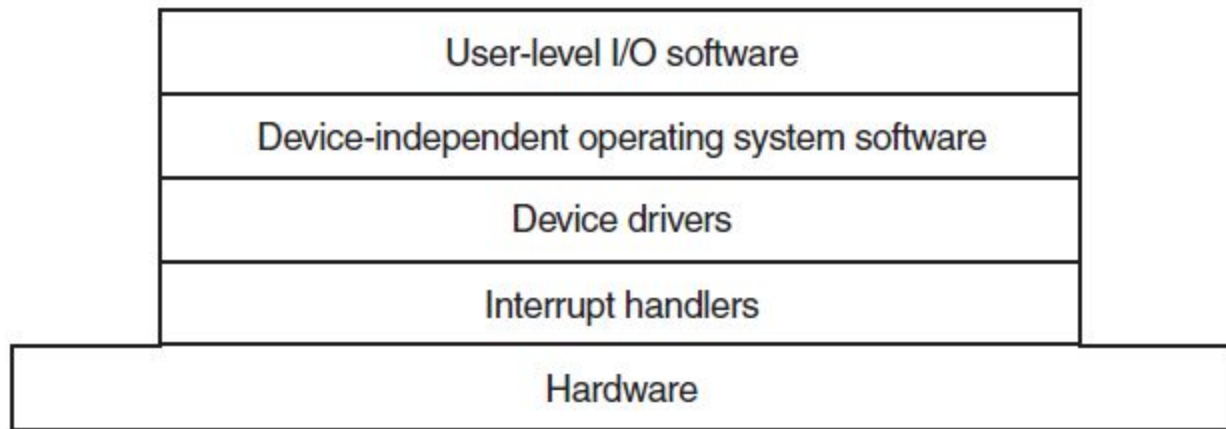 User-level I/O software
Device-independent operating system software
Device drivers
Interrupt handlers
Hardware